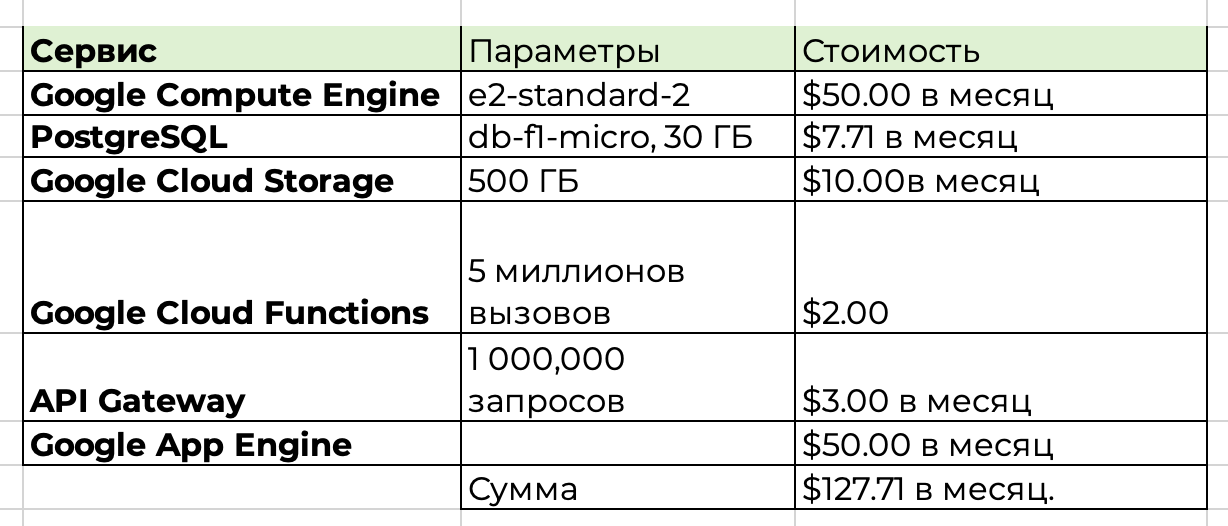 Сервис Параметры Стоимость
Google Compute Engine e2-standard-2 $50.00 в месяц
PostgreSQL db-f1-micro, 30 ГБ $7.71 в месяц
Google Cloud Storage 500 ГБ $10.00в месяц
5 миллионов
Google Cloud Functions вызовов $2.00
1 000,000
API Gateway запросов $3.00 в месяц
Google App Engine $50.00 в месяц
Сумма $127.71 в месяц.